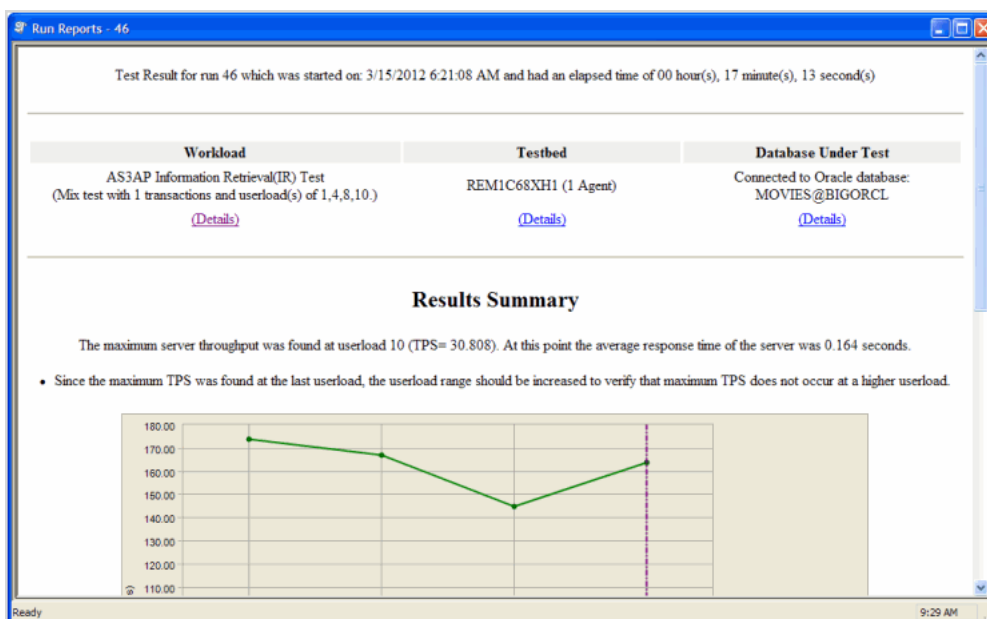 Run Reports - 46
Test Result for run 46 which was started on: 3/15/2012 6:21:08 AM and had an elapsed time of 00 hour(s), 17 minute(s), 13 second(s)
Workload Testbed Database Under Test
AS3AP Information Retrieval(IR) Test
(Mix test with 1 transactions and userload(s) of 1,4,8,10.)
(Details)
REM1C68XH1 (1 Agent)
(Details)
Connected to Oracle database:
MOVIES@BIGORCL
(Details)
Results Summary
The maximum server throughput was found at userload 10 (TPS= 30.808). At this point the average response time of the server was 0.164 seconds.
• Since the maximum TPS was found at the last userload, the userload range should be increased to verify that maximum TPS does not occur at a higher userload.
180.00
170.00
160.00
150.00
140.00
130.00
120.00
110.00
s)
Ready 9:29 AM